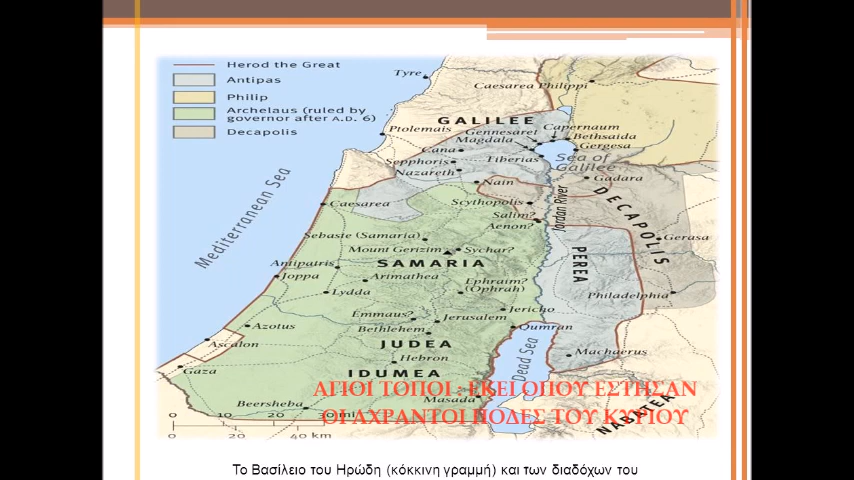 Herod the Great
Antipas
Philip
Archelaus (ruled by
governor after A.D. 6)
Decapolis
Tyre
Caesarea Philippi
GALILEE
Ptolemais
Gennesaret
Capernaum
Magdala
Bethsaida
Cana
Gergesa
Sepphoris
Tiberias
Sea of
Galilee
Nazareth
Nain
Gadara
Mediterranean Sea
Caesarea
Scythopolis
Jordan River
DECAPOLIS
Salim?
Aenon?
Sebaste (Samaria)
Gerasa
Mount Gerizim
Sychar?
SAMARIA
PEREA
Antipatris
Joppa
Arimathea
Ephraim?
(Ophrah)
Lydda
Philadelphia
Emmaus?
Jericho
Jerusalem
Azotus
Bethlehem
Qumran
Ascalon
JUDEA
Dead Sea
Machaerus
Hebron
Gaza
IDUMEA
ΑΓΙΟΙ ΤΟΠΟΙ : ΕΚΕΙ ΟΠΟΥ ΕΣΤΗΣΑΝ
ΟΙ ΑΧΡΑΝΤΟΙ ΠΟΔΕΣ ΤΟΥ ΚΥΡΙΟΥ
Masada
Beersheba
NABATEA
0 10 20 30 mi
0 20 40 km
Το Βασίλειο του Ηρώδη (κόκκινη γραμμή) και των διαδόχων του